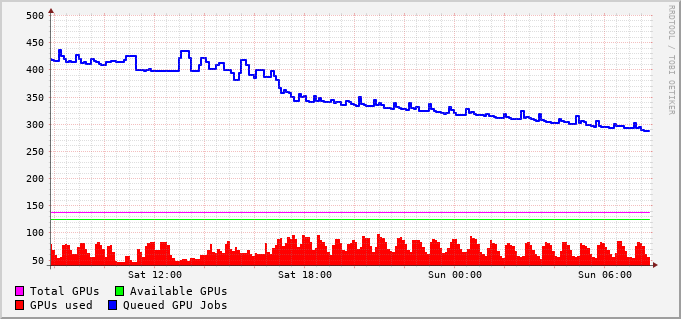 500
450
400
350
300
250
200
150
100
50
Sat 12:00 Sat 18:00 Sun 00:00 Sun 06:00
Total GPUs Available GPUs
GPUs used Queued GPU Jobs
RRDTOOL / TOBI OETIKER